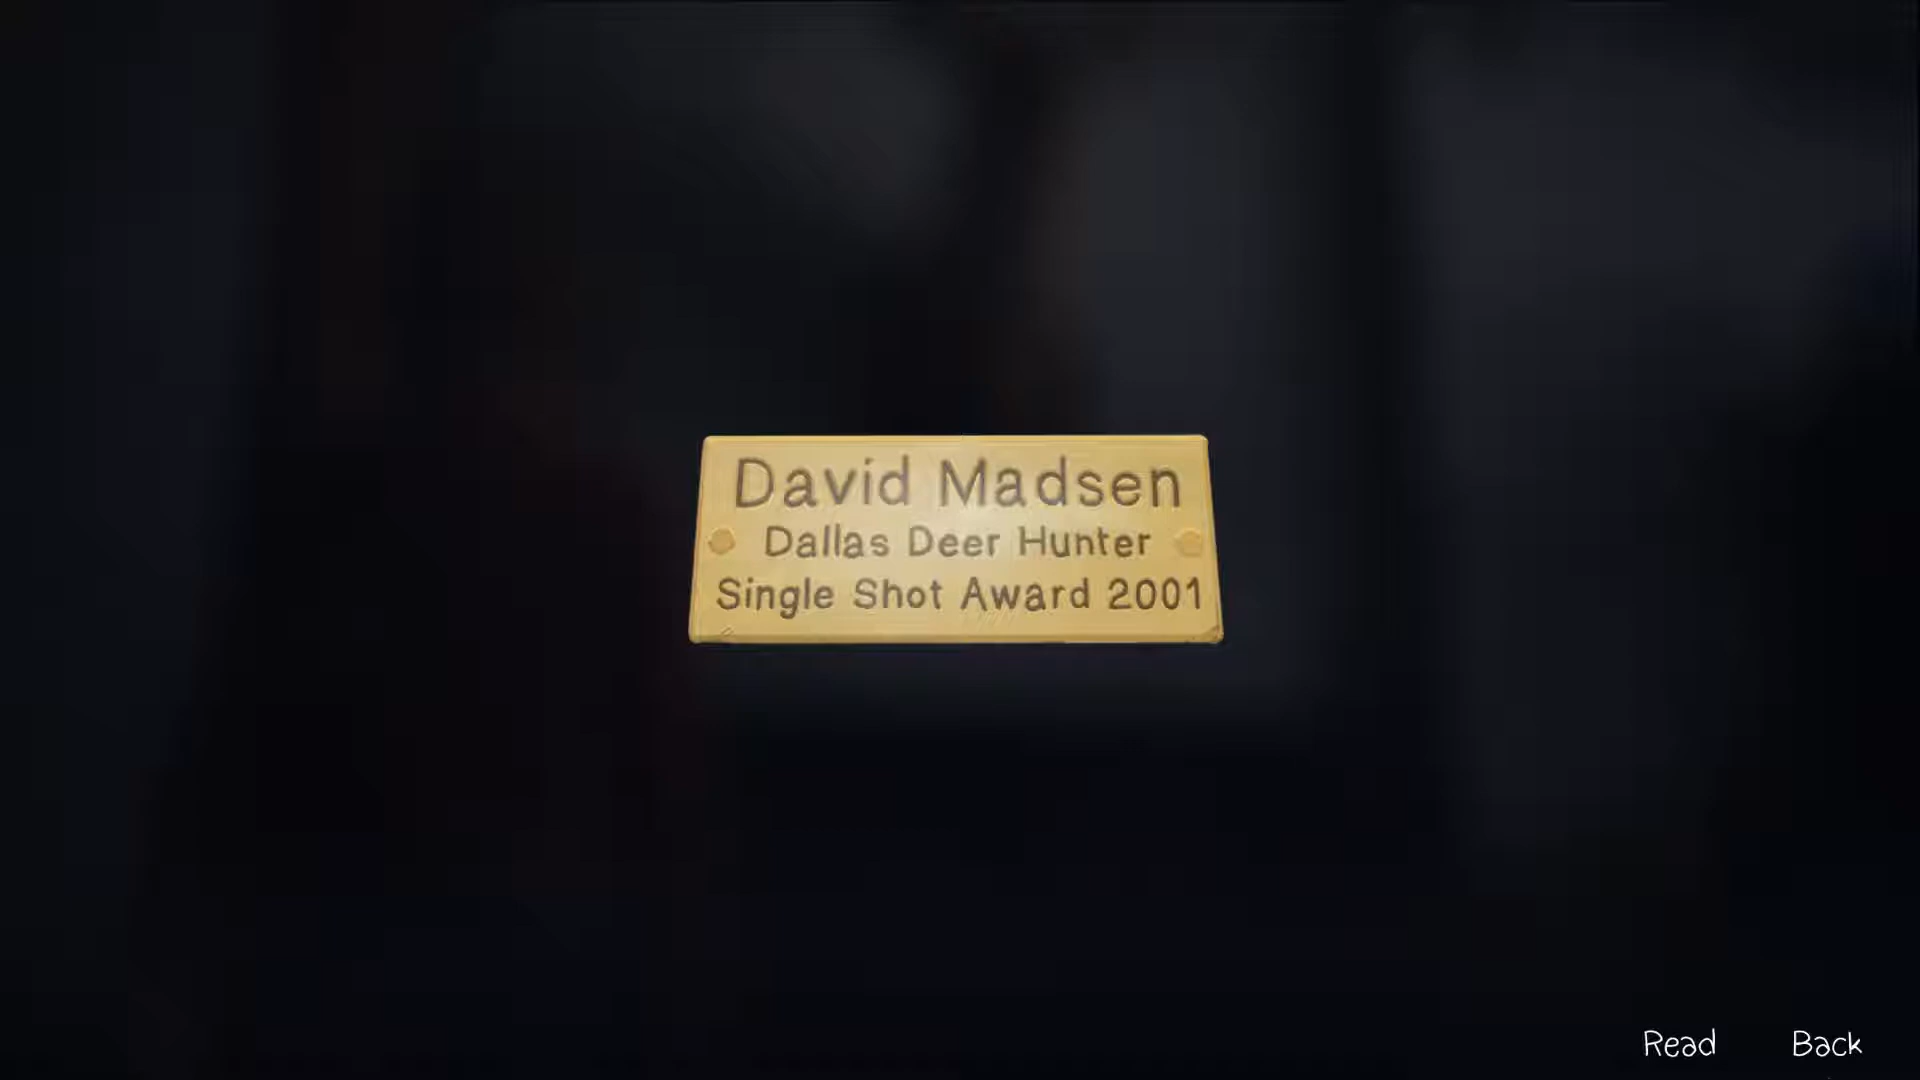 David Madsen
Dallas Deer Hunter
Single Shot Award 2001
Read
Back